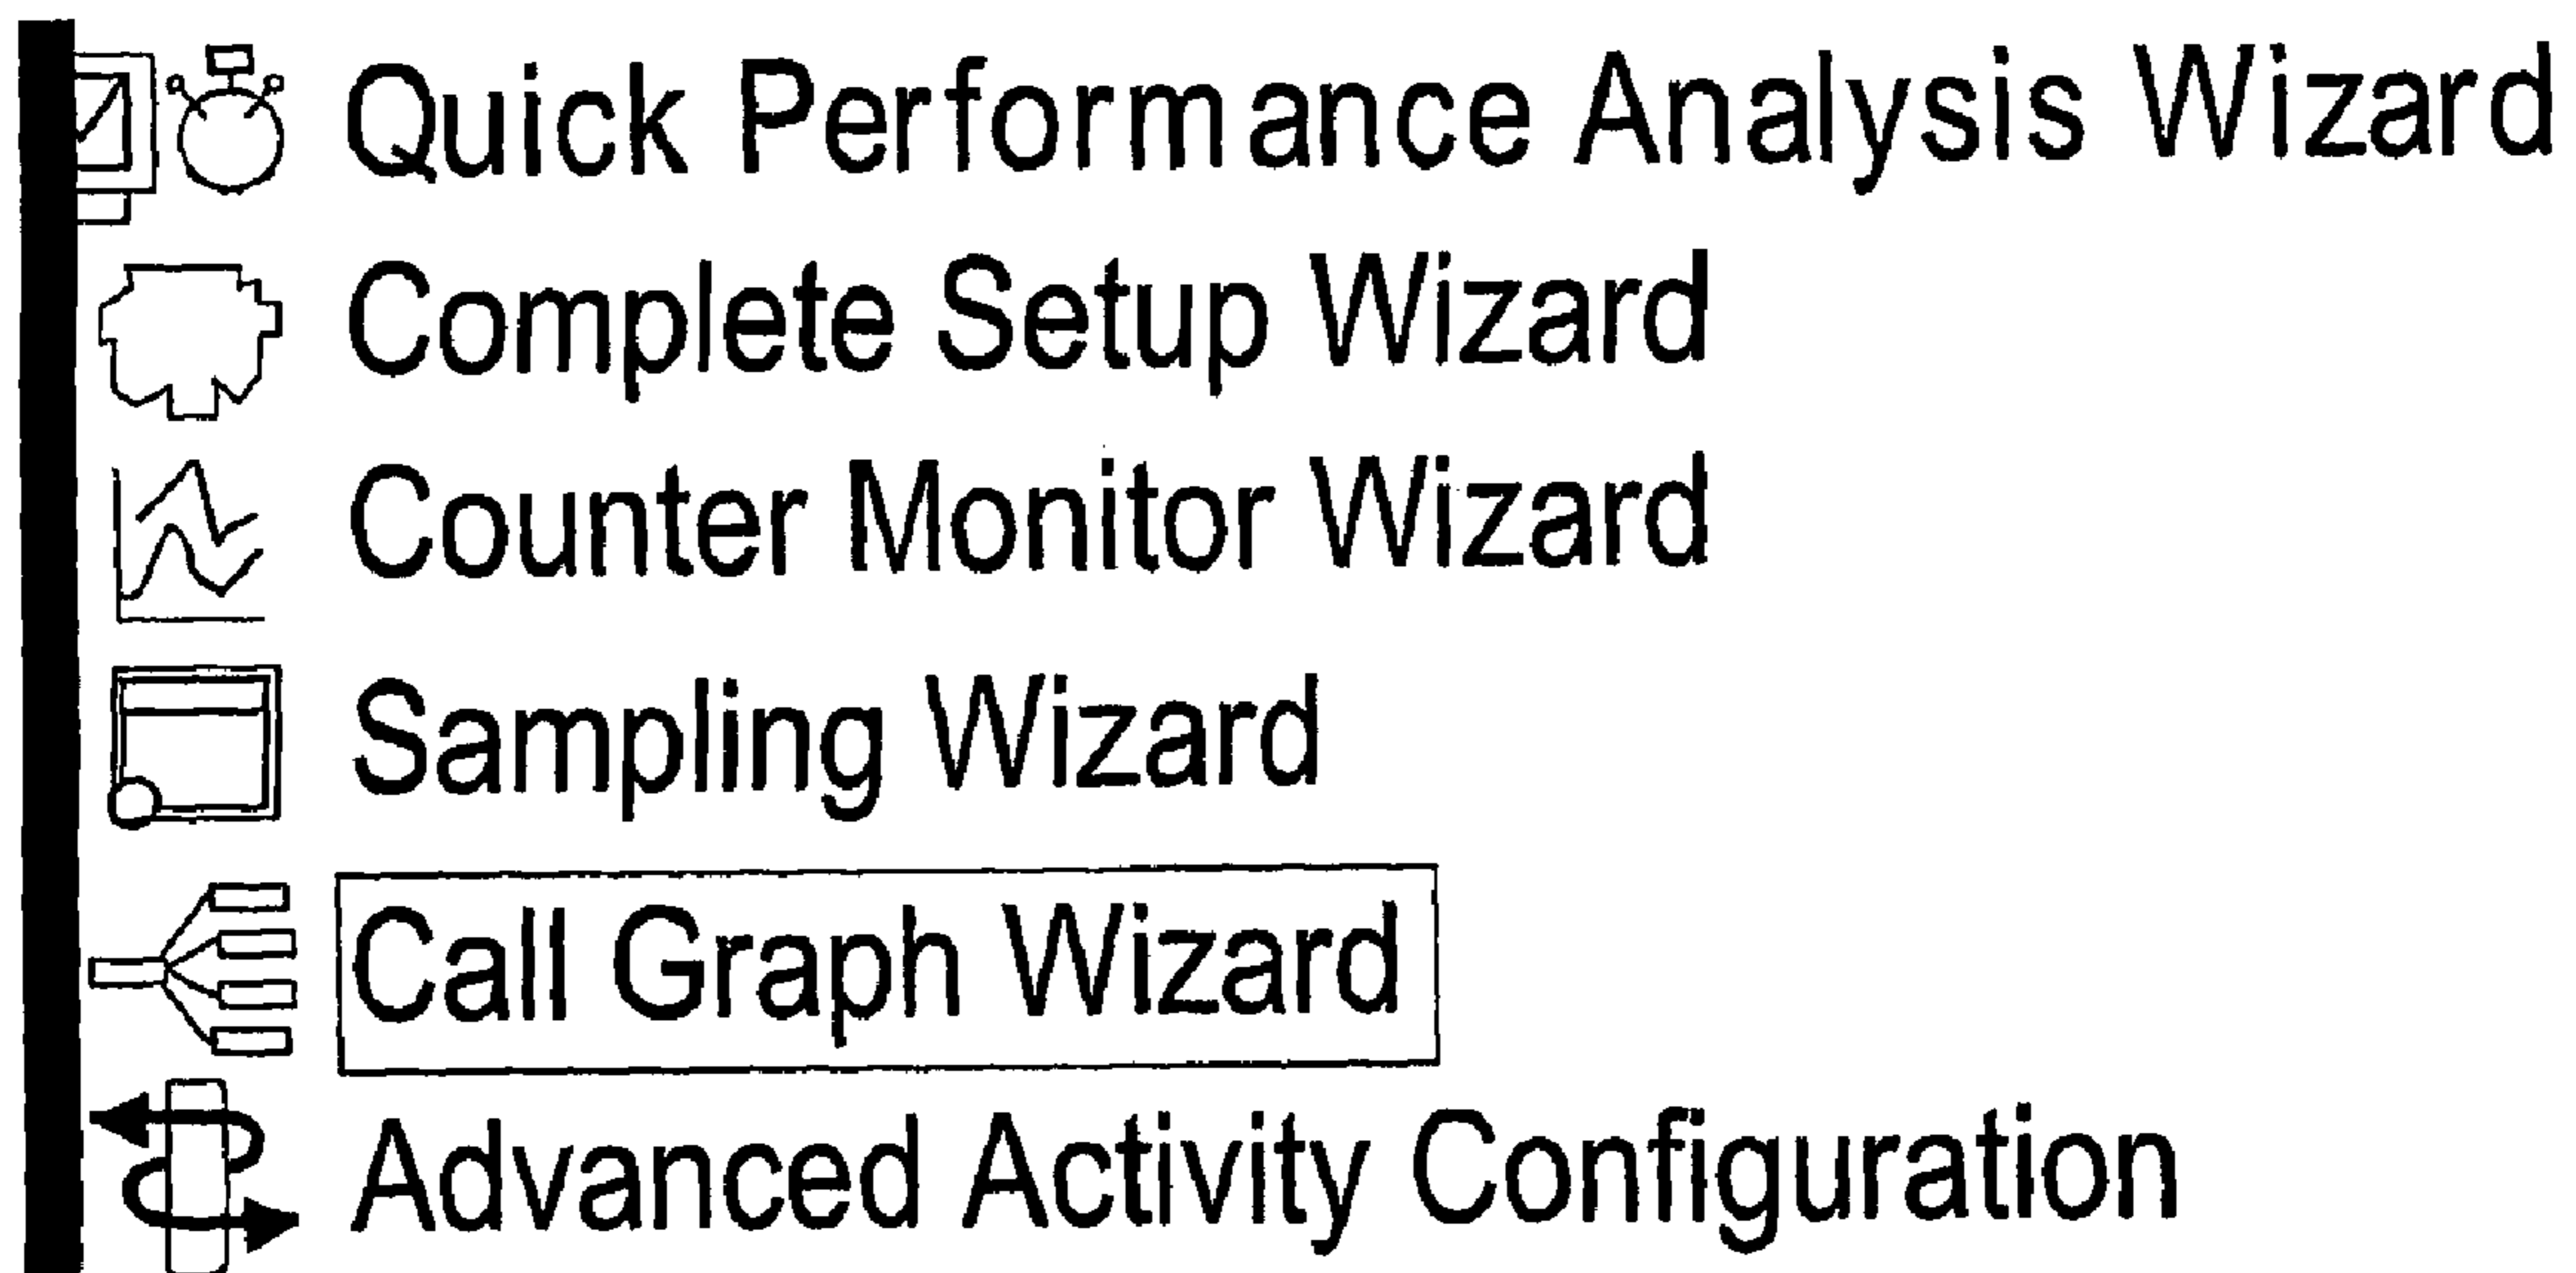 Quick Performance Analysis Wizard
Complete Setup Wizard
Counter Monitor Wizard
Sampling Wizard
Call Graph Wizard
Advanced Activity Configuration